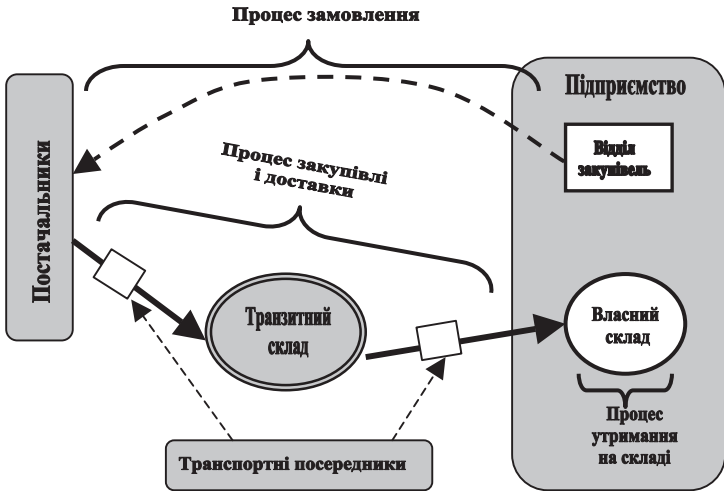 Процес замовлення
Підприємство
Відділ
закупівель
Постачальники
Процес закупівлі
і доставки
Транзитний
склад
Власний
склад
Процес
утримання
на складі
Транспортні посередники